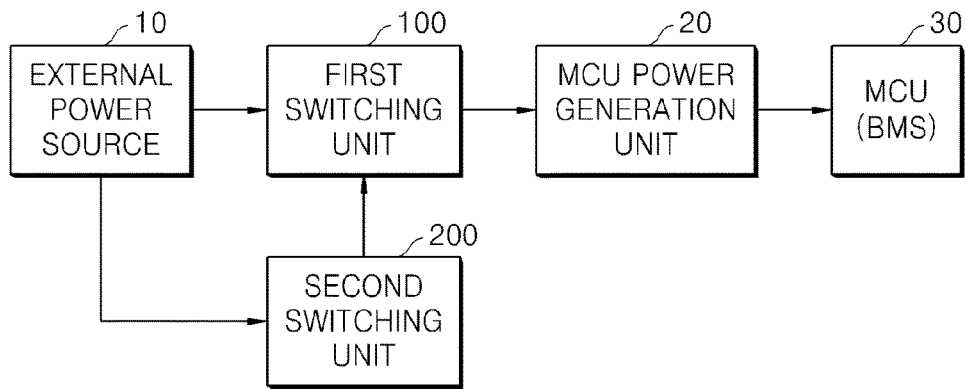 10
EXTERNAL
POWER
SOURCE
100
FIRST
SWITCHING
UNIT
20
MCU POWER
GENERATION
UNIT
30
MCU
(BMS)
200
SECOND
SWITCHING
UNIT